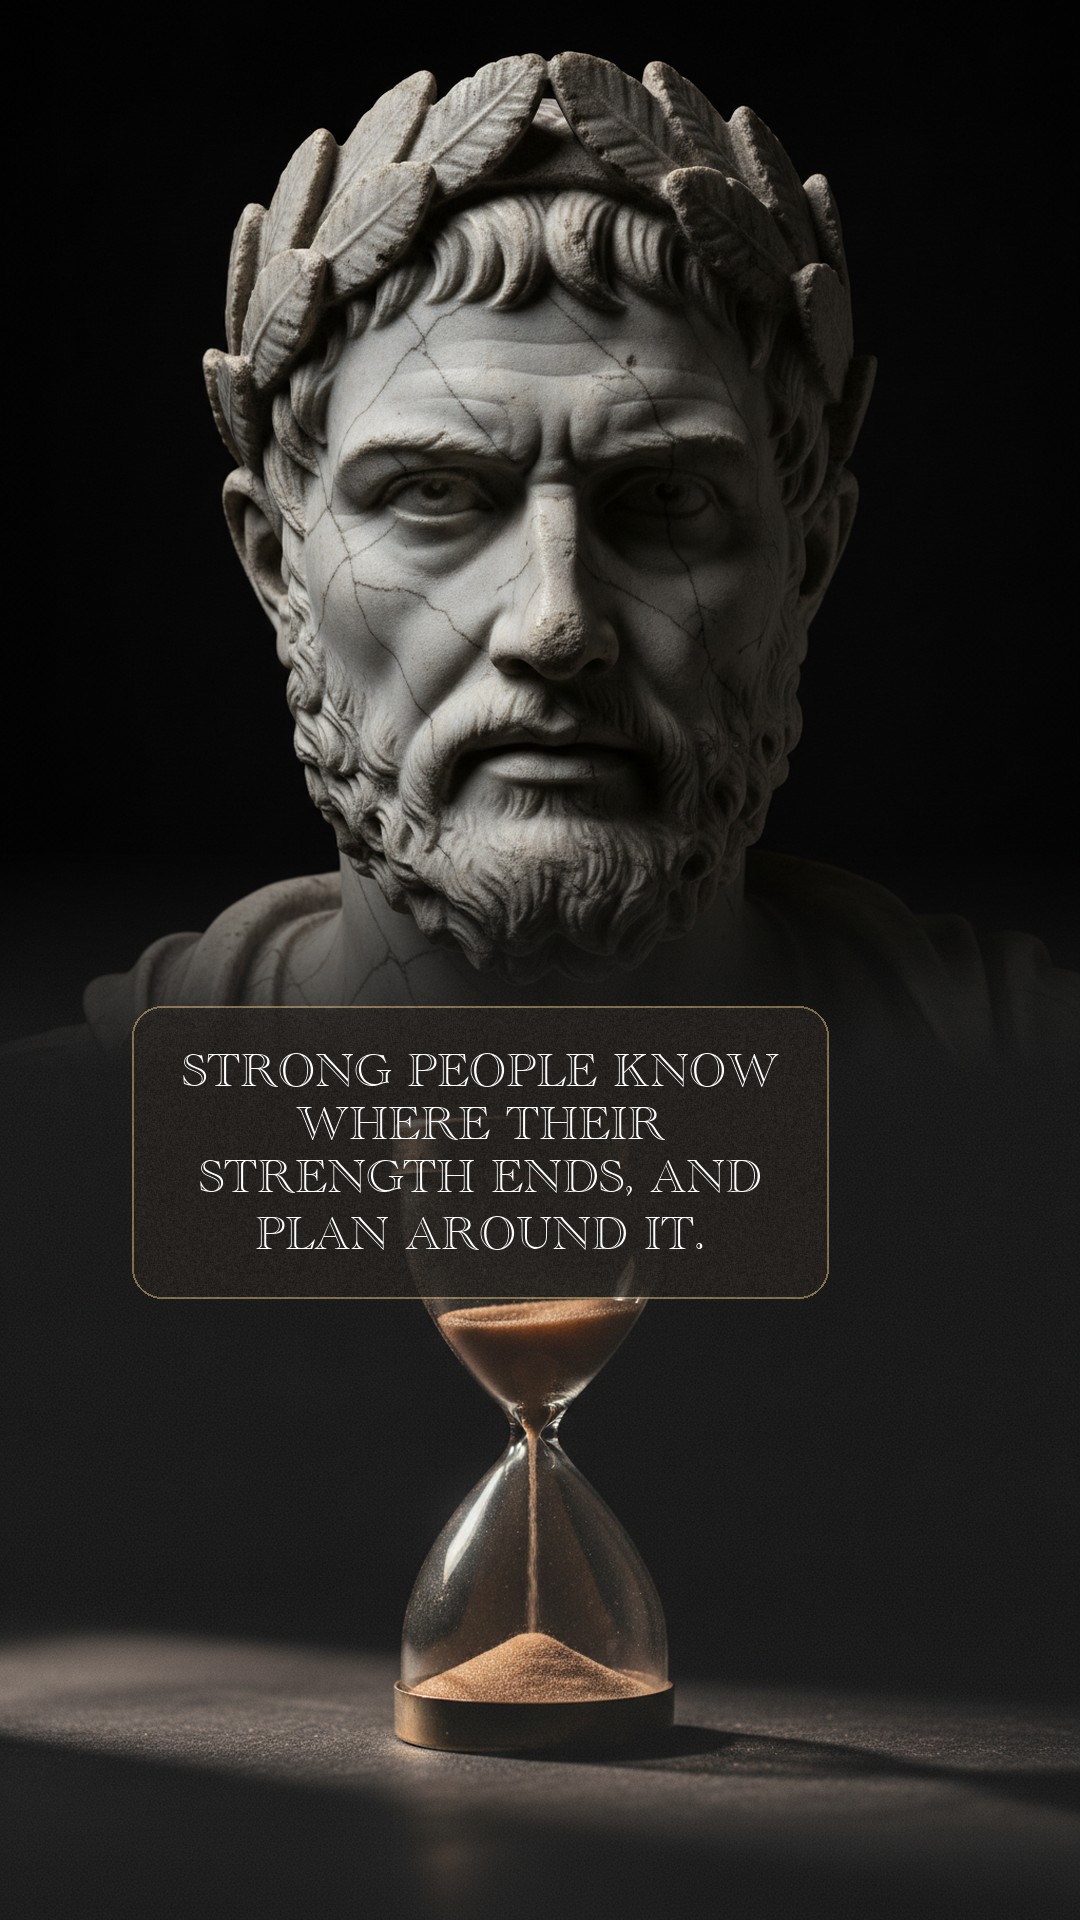 STRONG PEOPLE KNOW
WHERE THEIR
STRENGTH ENDS, AND
PLAN AROUND IT.